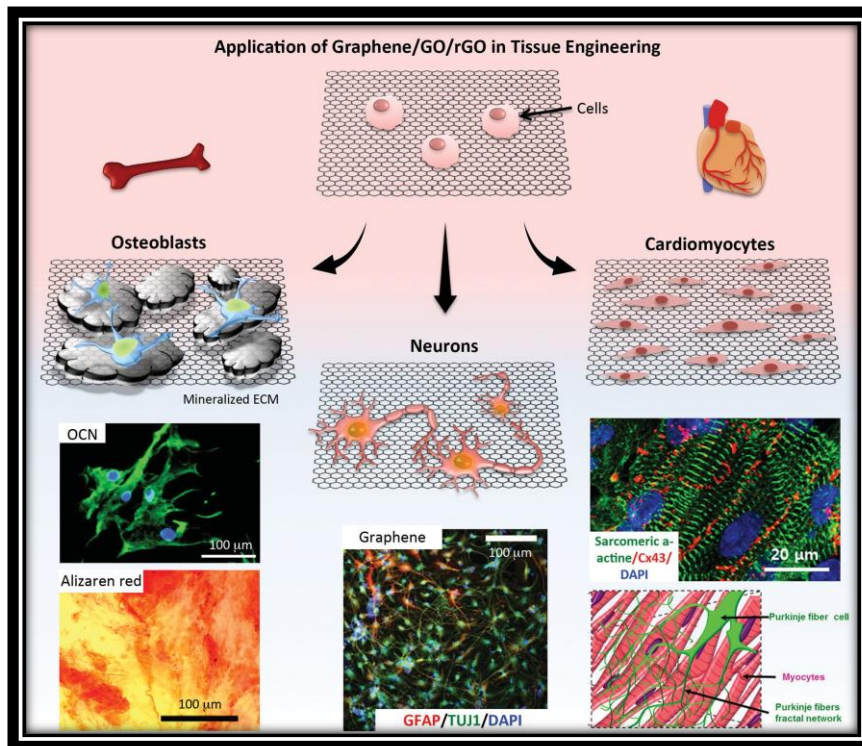 Application of Graphene/GO/rGO in Tissue Engineering
Cells
Osteoblasts
Cardiomyocytes
Neurons
Mineralized ECM
OCN
100 μm
Alizaren red
100 μm
Graphene
100 μm
GFAP/TUJ1/DAPI
Sarcomeric a-
actine/Cx43/
DAPI
20 μm
Purkinje fiber cell
Myocytes
Purkinje fibers
fractal network